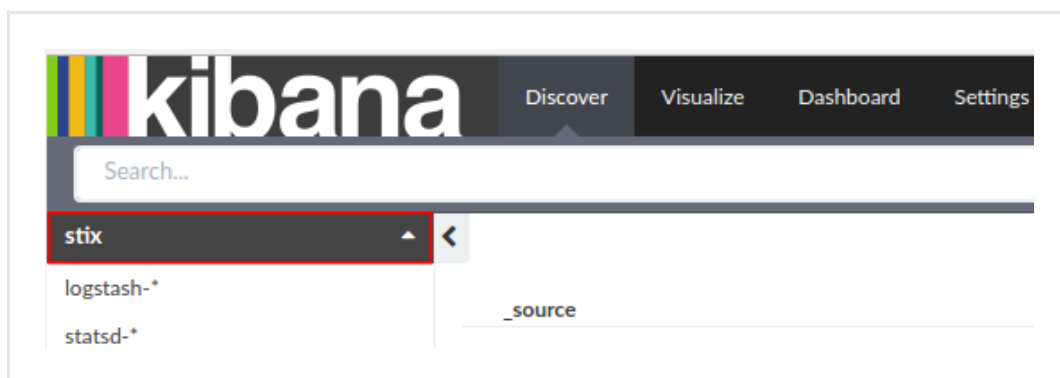 kibana Discover Visualize Dashboard Settings
Search...
stix
logstash-*
_source
statsd-*